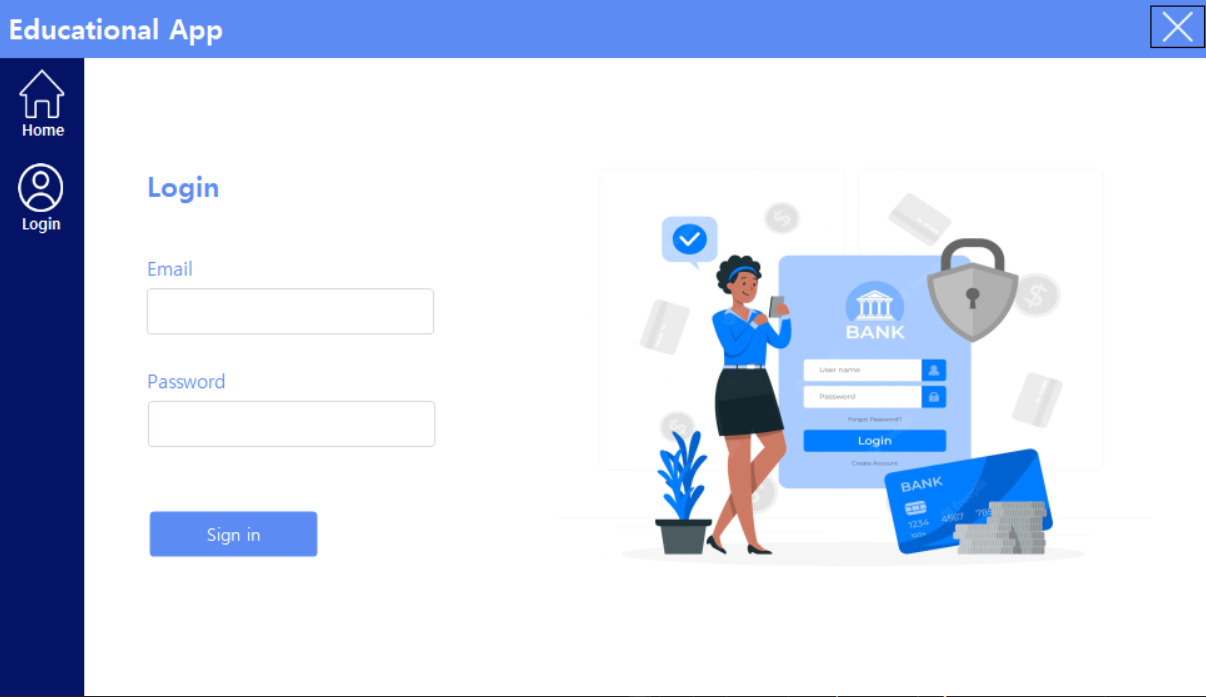 Educational App
Home
Login
Login
Email
Password
Sign in
BANK
User name
Password
Forgot Password?
Login
Create Account
BANK
1234 4567 789